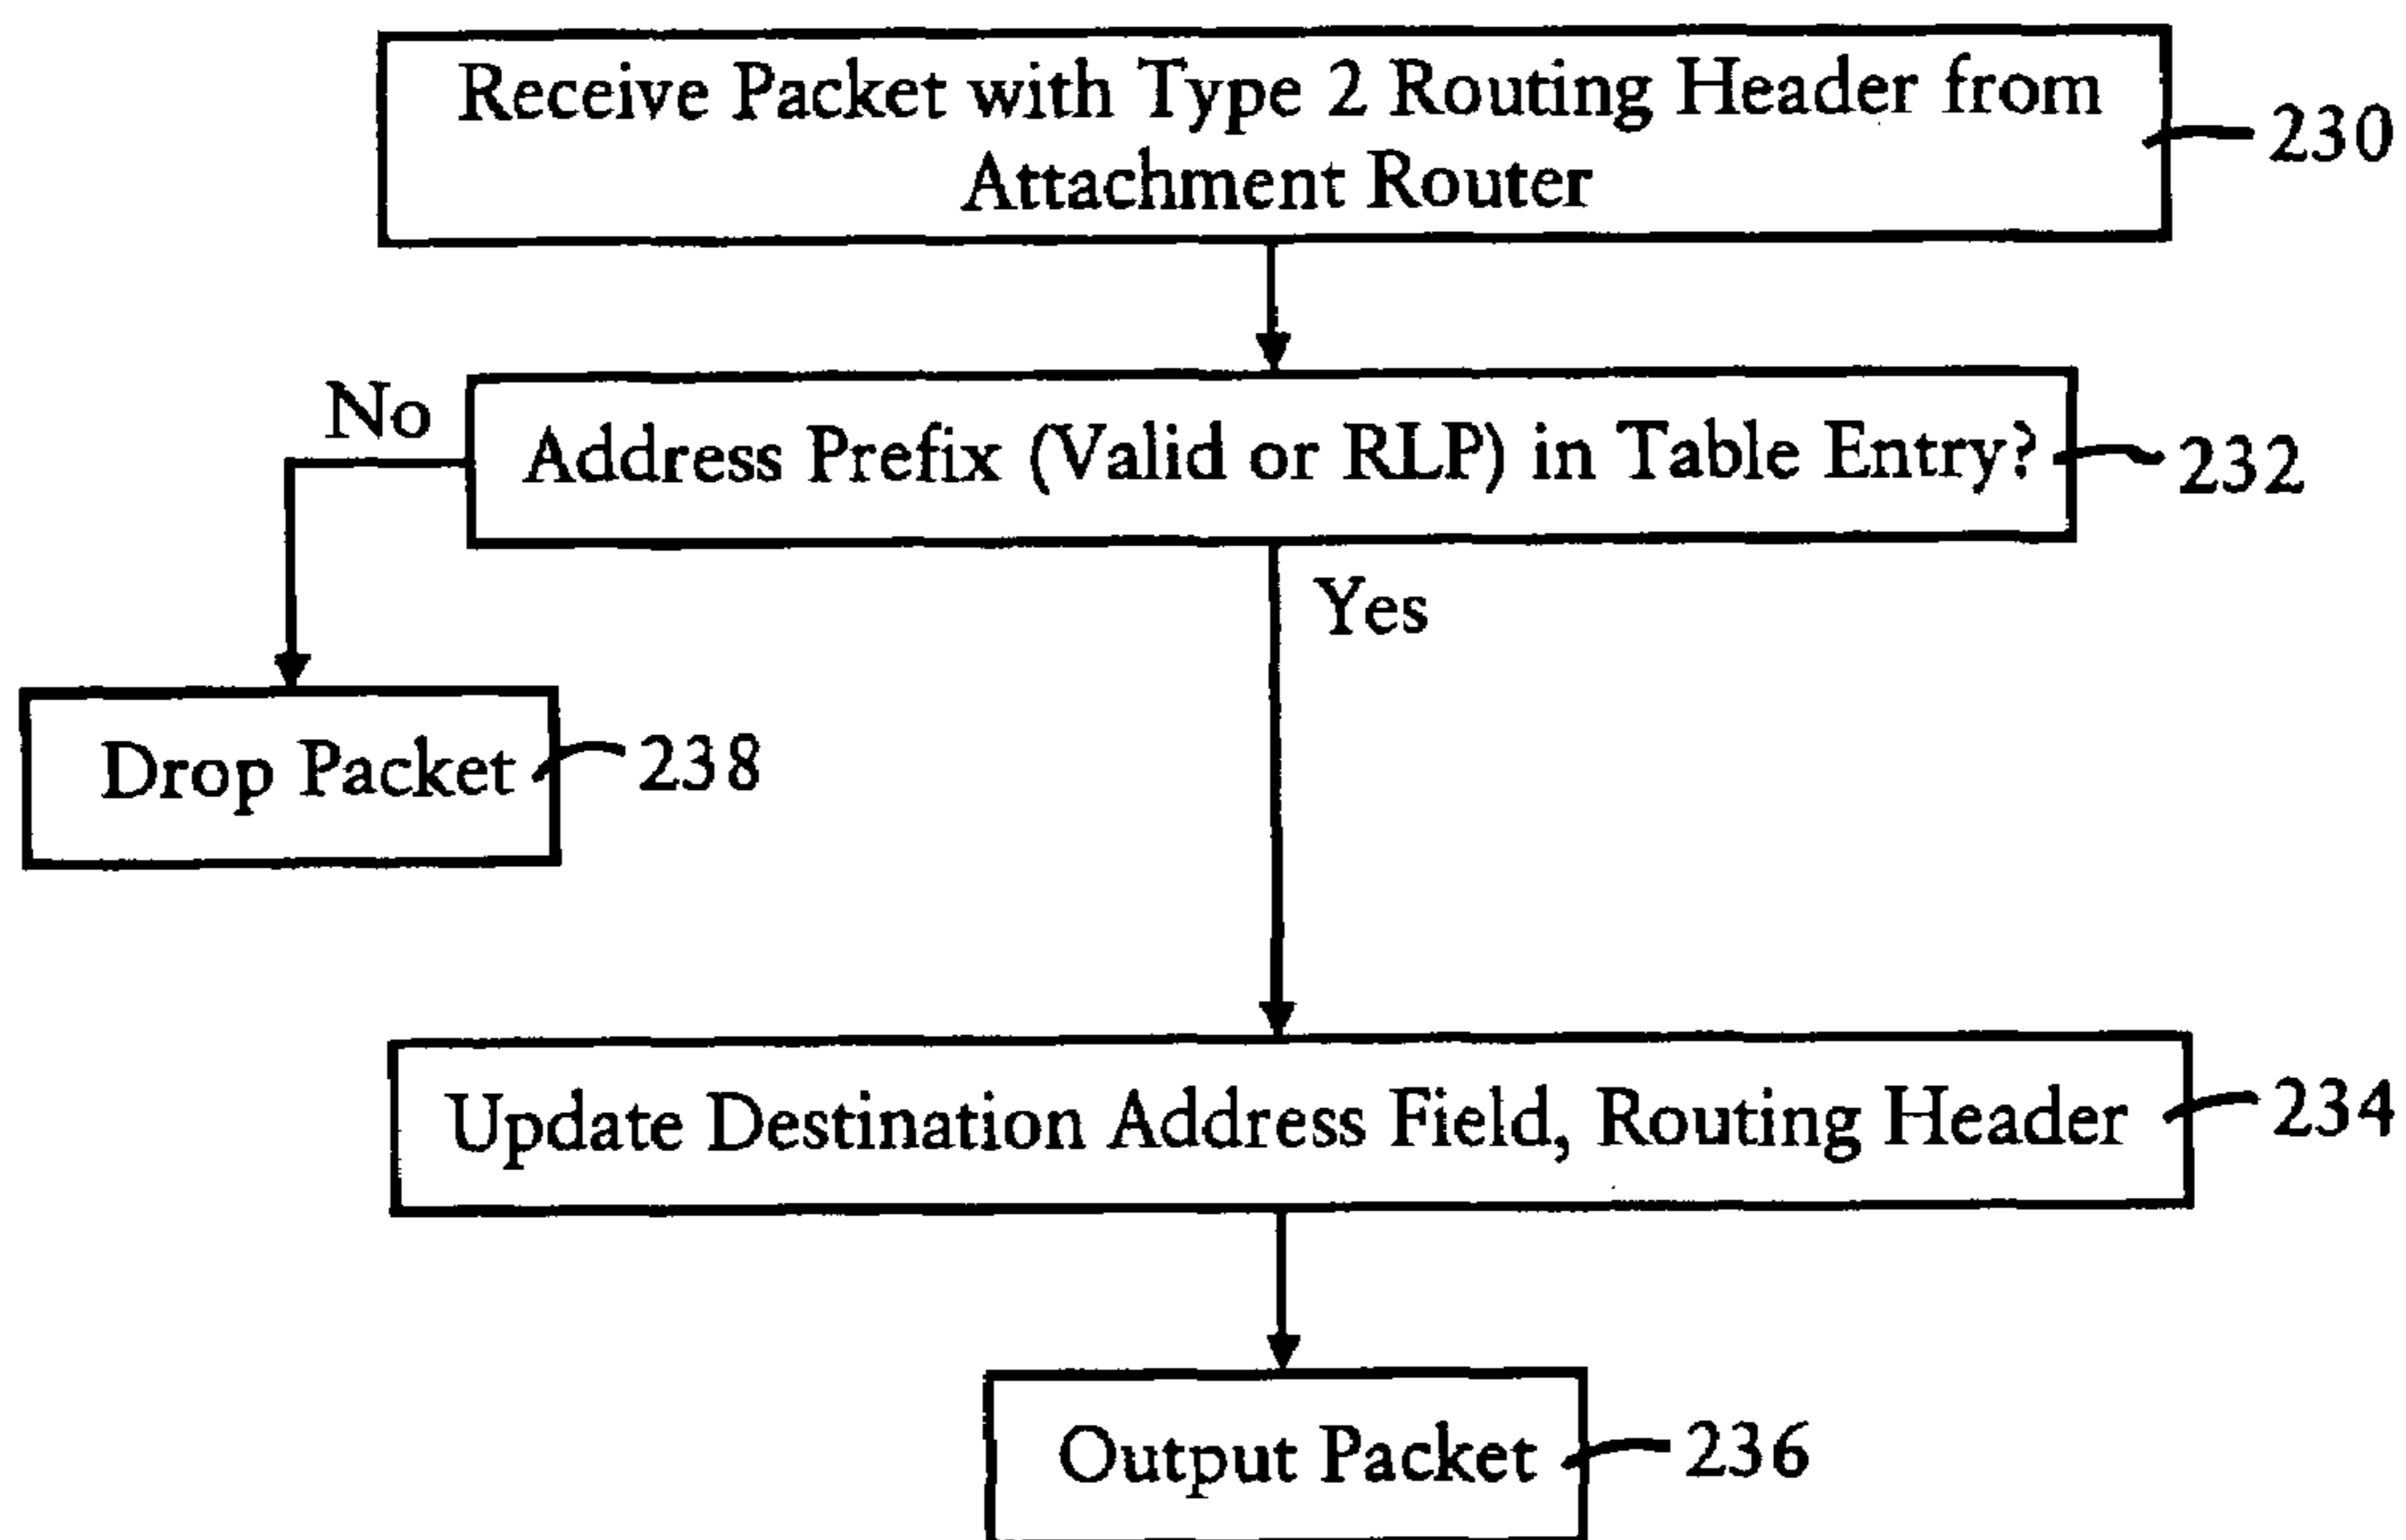 Receive Packet with Type 2 Routing Header from
Attachment Router
230
No
Address Prefix (Valid or RLP) in Table Entry?
232
Yes
Drop Packet
238
Update Destination Address Field, Routing Header
234
Output Packet
236